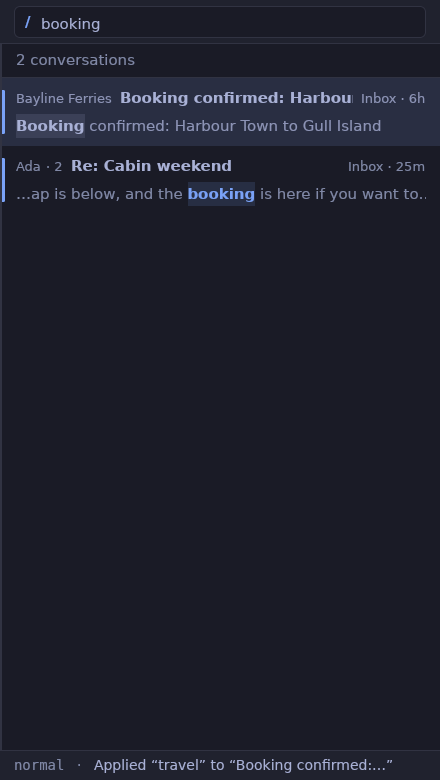 / booking
2 conversations
Bayline Ferries Booking confirmed: Harbou Inbox · 6h
Booking confirmed: Harbour Town to Gull Island
Ada · 2 Re: Cabin weekend Inbox · 25m
…ap is below, and the booking is here if you want to..
normal · Applied “travel” to “Booking confirmed:…”